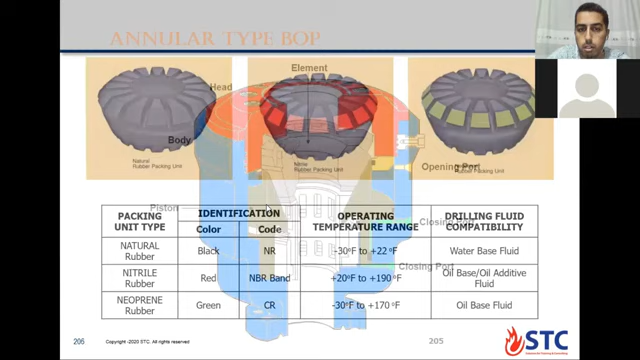 ANNULAR TYPE BOP
Element
Head
Body
Natural
Rubber Packing Unit
Nitrile
Rubber Packing Unit
Opening Port
Rubber Packing Unit
Piston
Closing Port
Closing Port
PACKING UNIT TYPE
IDENTIFICATION
Color
Code
OPERATING TEMPERATURE RANGE
DRILLING FLUID COMPATIBILITY
NATURAL Rubber
Black
NR
-30°F to +22 °F
Water Base Fluid
NITRILE Rubber
Red
NBR Band
+20°F to +190 °F
Oil Base/Oil Additive Fluid
NEOPRENE Rubber
Green
CR
-30°F to +170 °F
Oil Base Fluid
206
Copyright -2020 STC. All rights reserved
205
STC